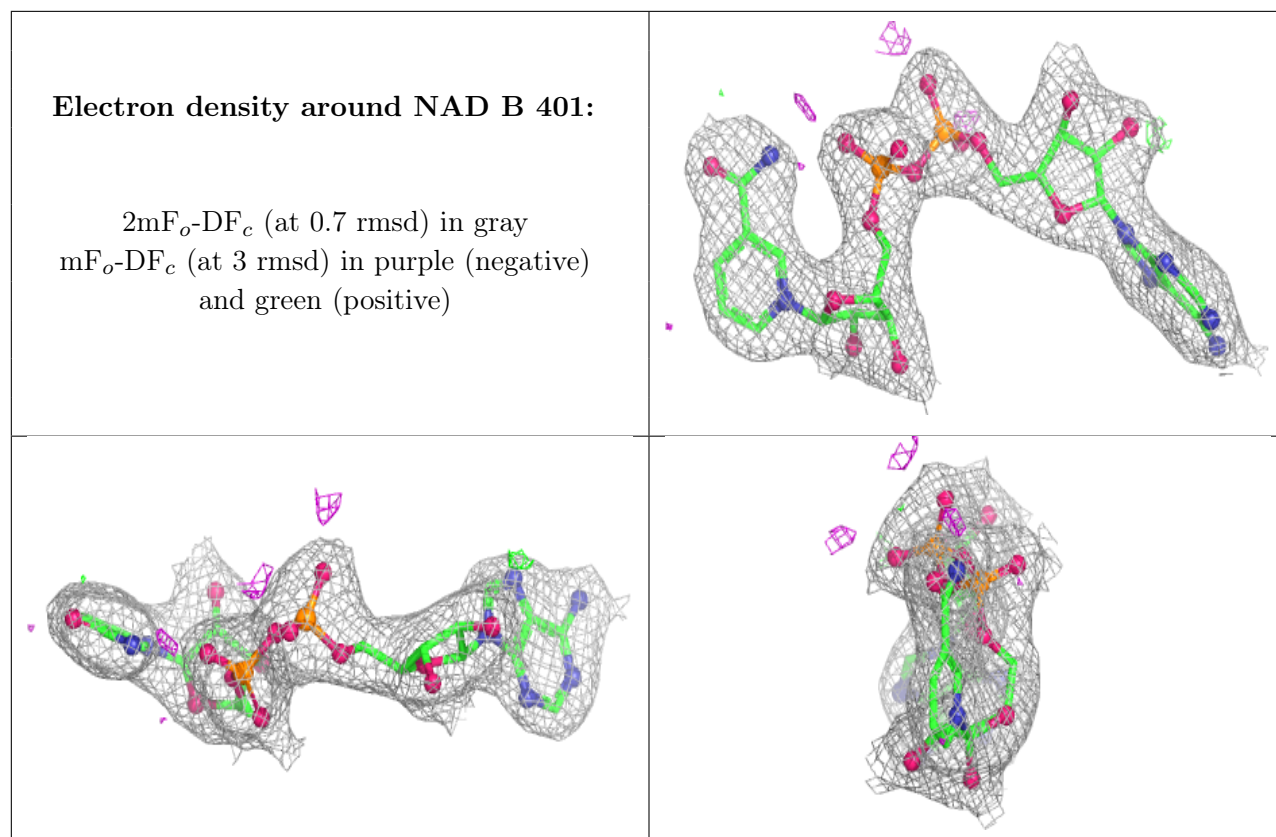 Electron density around NAD B 401:
2mFo-DFc (at 0.7 rmsd) in gray
mFo-DFc (at 3 rmsd) in purple (negative)
and green (positive)